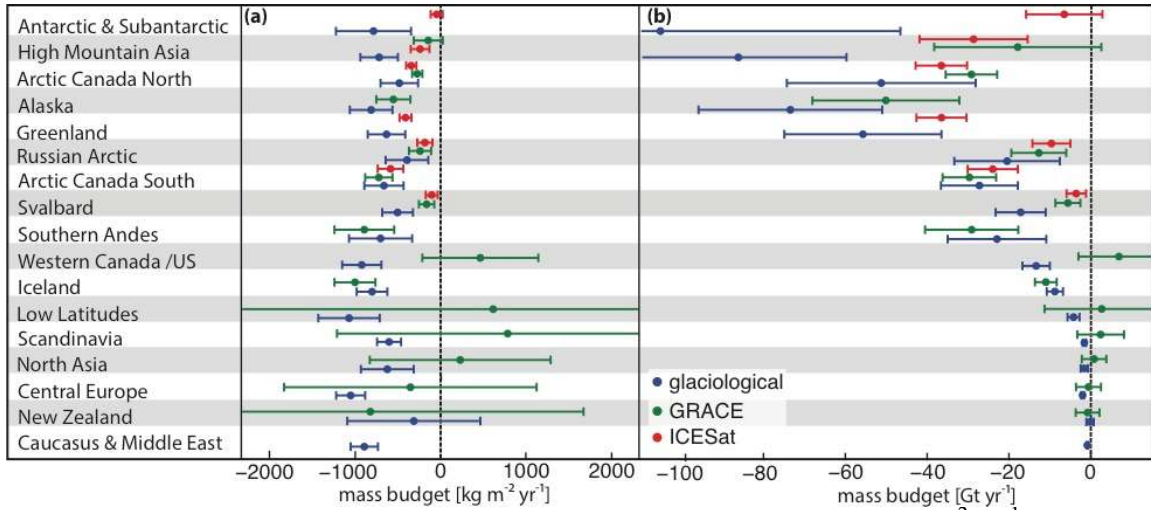 (a)
(b)
Antarctic & Subantarctic
High Mountain Asia
Arctic Canada North
Alaska
Greenland
Russian Arctic
Arctic Canada South
Svalbard
Southern Andes
Western Canada /US
Iceland
Low Latitudes
Scandinavia
North Asia
Central Europe
New Zealand
Caucasus & Middle East
glaciological
GRACE
ICESat
−2000 −1000 0 1000 2000
−100 −80 −60 −40 −20 0
mass budget [kg m⁻² yr⁻¹]
mass budget [Gt yr⁻¹]